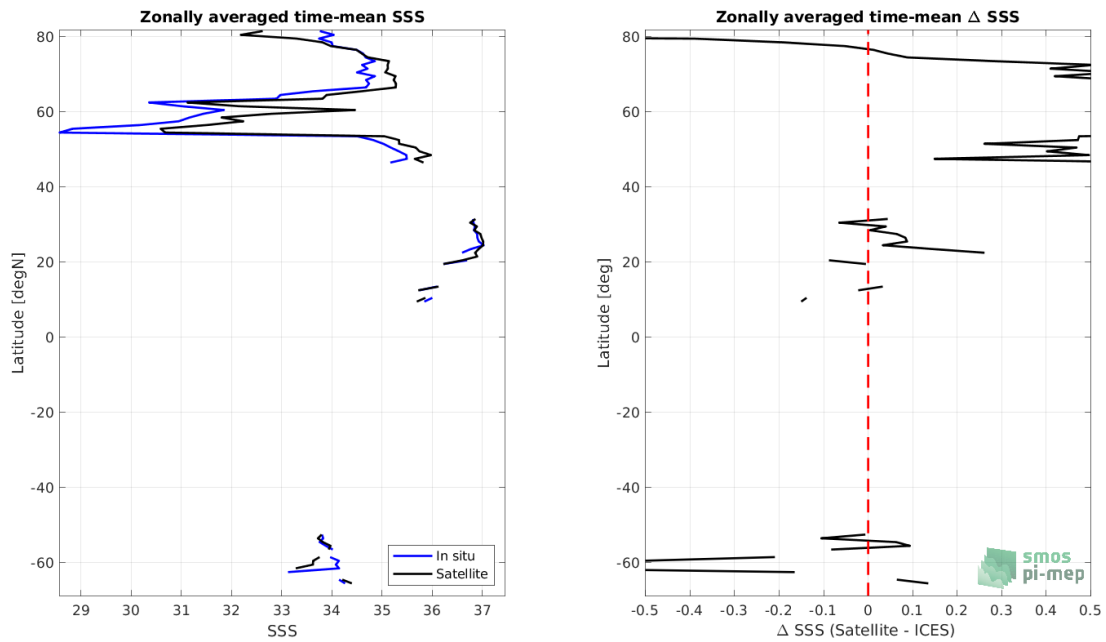 Zonally averaged time-mean SSS
80
60
40
20
0
-20
-40
-60
Latitude [degN]
29 30 31 32 33 34 35 36 37
SSS
In situ
Satellite
Zonally averaged time-mean Δ SSS
80
60
40
20
0
-20
-40
-60
Latitude [deg]
-0.5 -0.4 -0.3 -0.2 -0.1 0 0.1 0.2 0.3 0.4 0.5
Δ SSS (Satellite - ICES)
smos
pi-mep